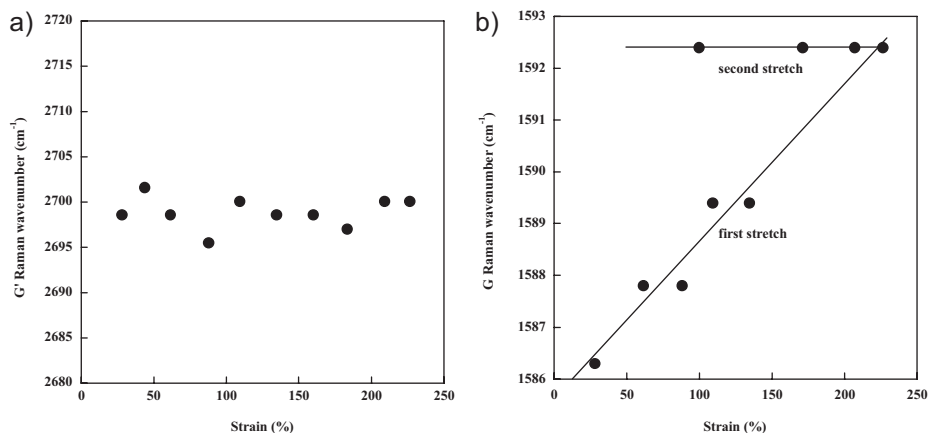 a)
2720
2715
2710
2705
2700
2695
2690
2685
2680
G' Raman wavenumber (cm-1)
0 50 100 150 200 250
Strain (%)
b)
1593
1592
1591
1590
1589
1588
1587
1586
G Raman wavenumber (cm-1)
second stretch
first stretch
0 50 100 150 200 250
Strain (%)